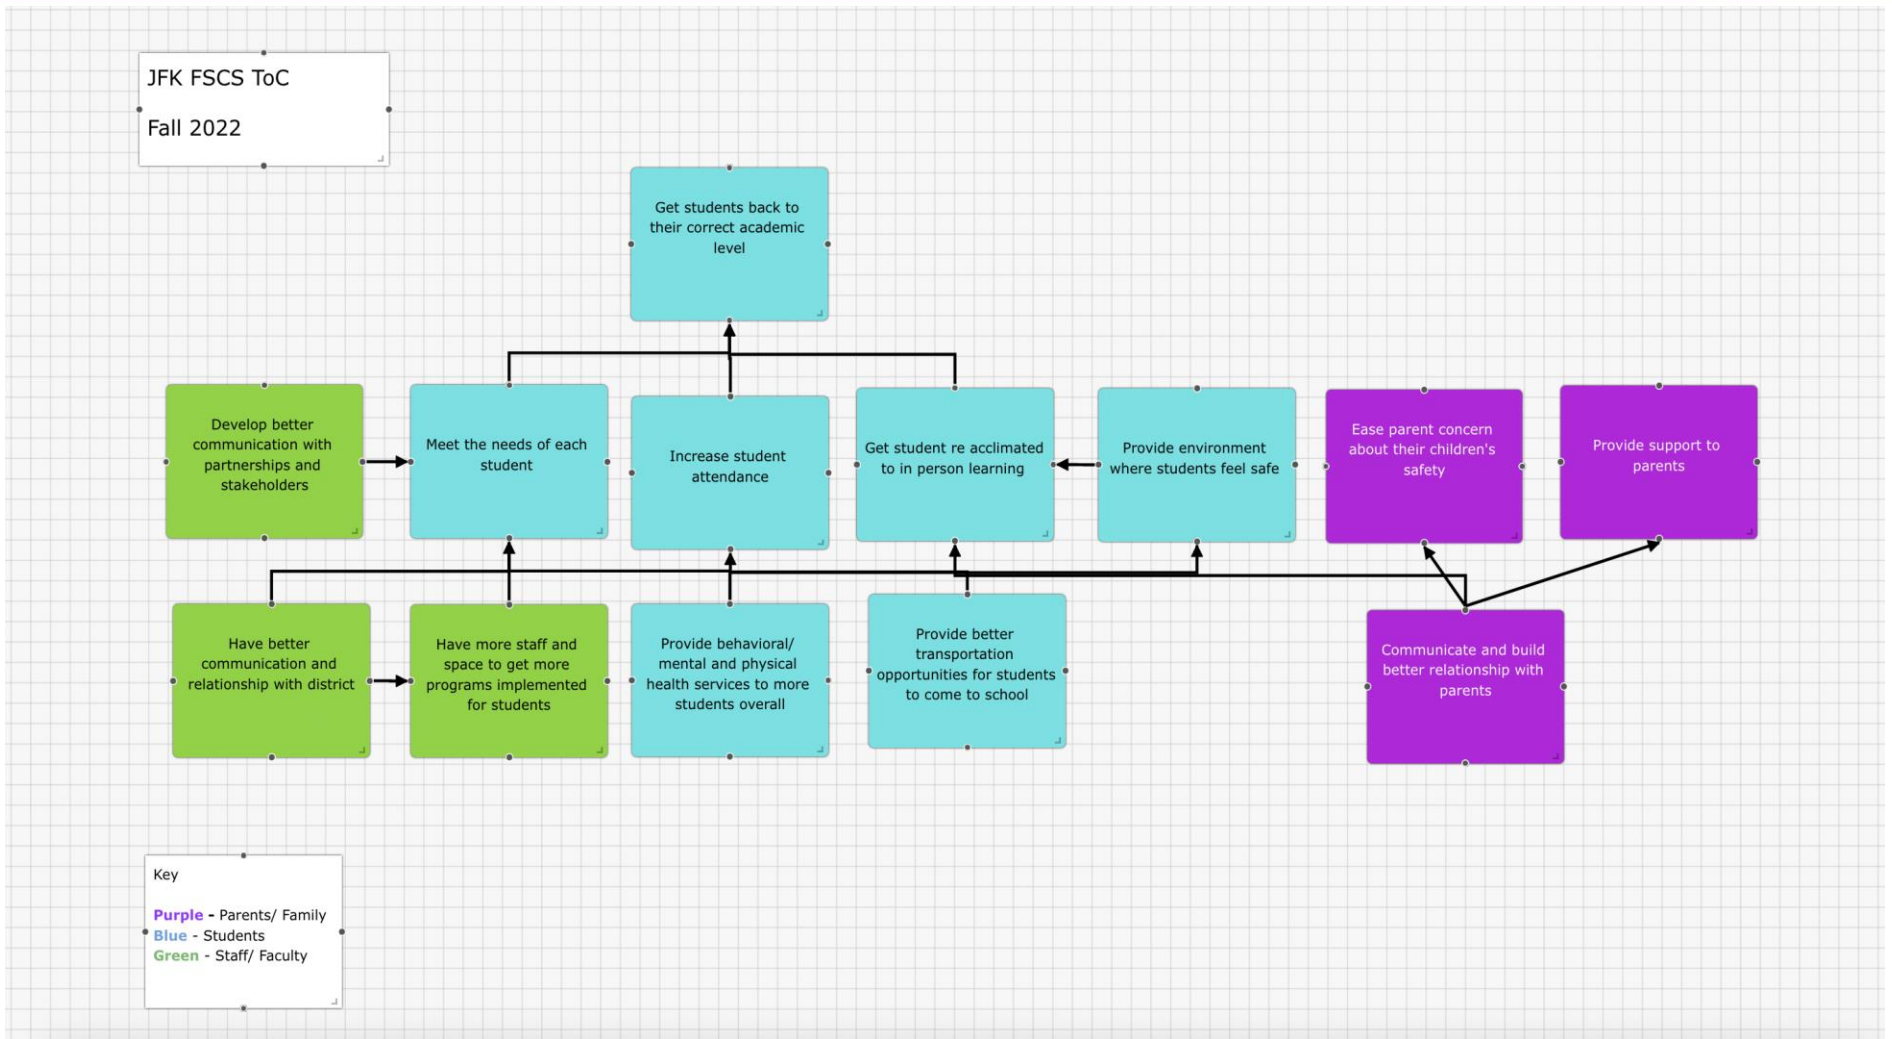 JFK FSCS ToC
Fall 2022
Get students back to
their correct academic
level
Develop better
communication with
partnerships and
stakeholders
Meet the needs of each
student
Increase student
attendance
Get student re acclimated
to in person learning
Provide environment
where students feel safe
Ease parent concern
about their children's
safety
Provide support to
parents
Have better
communication and
relationship with district
Have more staff and
space to get more
programs implemented
for students
Provide behavioral/
mental and physical
health services to more
students overall
Provide better
transportation
opportunities for students
to come to school
Communicate and build
better relationship with
parents
Key
Purple - Parents/ Family
Blue - Students
Green - Staff/ Faculty